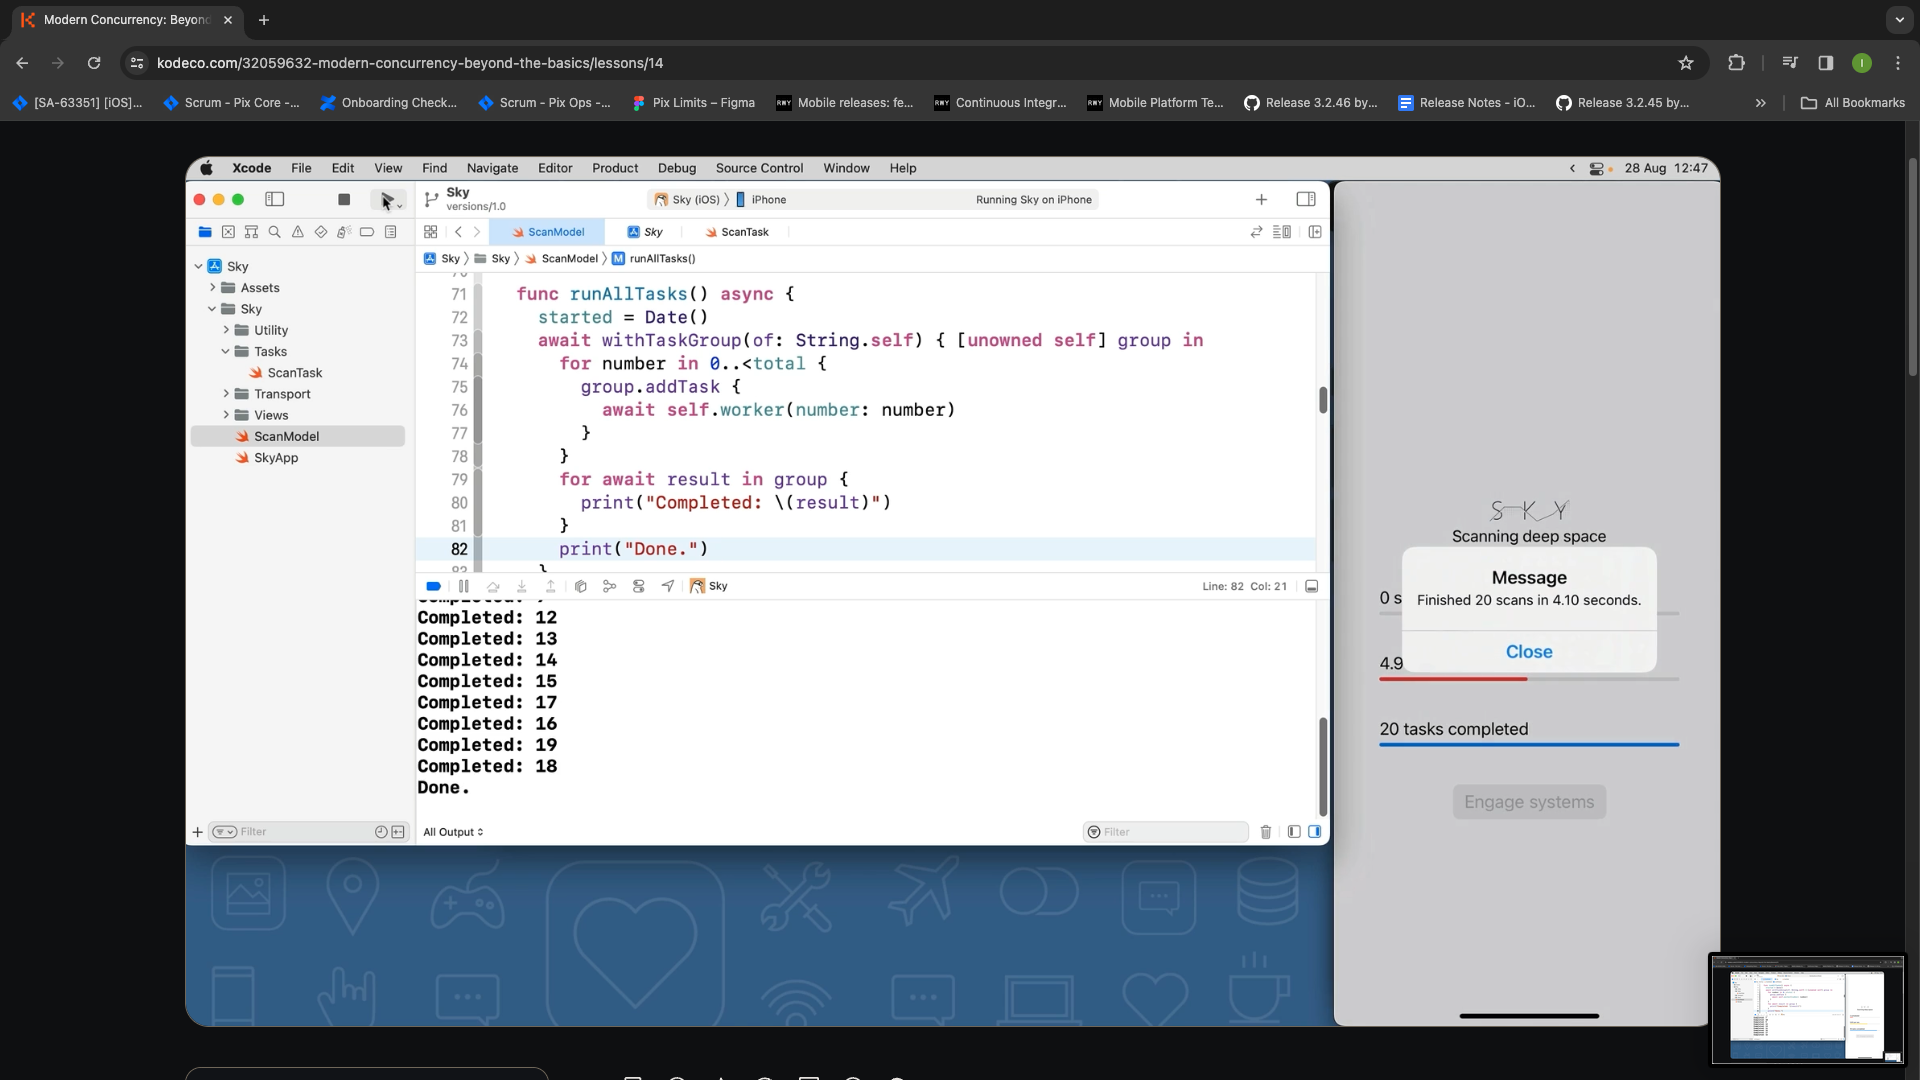 Modern Concurrency: Beyon
kodeco.com/32059632-modern-concurrency-beyond-the-basics/lessons/14
I
[SA-63351] [iOS]...
Scrum - Pix Core -...
Onboarding Check...
Scrum - Pix Ops -...
Pix Limits – Figma
RWY Mobile releases: fe...
RWY Continuous Integr...
RWY Mobile Platform Te...
Release 3.2.46 by...
Release Notes - iO...
Release 3.2.45 by...
All Bookmarks
Xcode File Edit View Find Navigate Editor Product Debug Source Control Window Help
28 Aug 12:47
Sky
versions/1.0
Sky (iOS) 〉 iPhone
Running Sky on iPhone
ScanModel
Sky
ScanTask
Sky 〉 Sky 〉 ScanModel 〉 M runAllTasks()
Sky
Assets
Sky
Utility
Tasks
ScanTask
Transport
Views
ScanModel
SkyApp
Filter
70
71 func runAllTasks() async {
72 started = Date()
73 await withTaskGroup(of: String.self) { [unowned self] group in
74 for number in 0..<total {
75 group.addTask {
76 await self.worker(number: number)
77 }
78 }
79 for await result in group {
80 print("Completed: \(result)")
81 }
82 print("Done.")
83 }
Sky
Line: 82 Col: 21
Completed: 12
Completed: 13
Completed: 14
Completed: 15
Completed: 17
Completed: 16
Completed: 19
Completed: 18
Done.
All Output
Filter
S-K-Y
Scanning deep space
0 s
Message
Finished 20 scans in 4.10 seconds.
Close
4.9
20 tasks completed
Engage systems